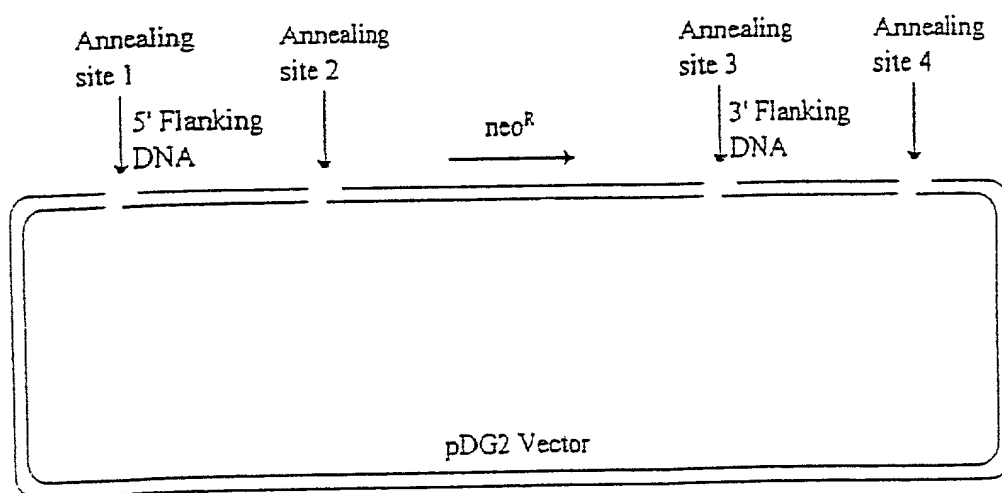 Annealing
site 1
Annealing
site 2
Annealing
site 3
Annealing
site 4
5' Flanking
DNA
neoR
3' Flanking
DNA
pDG2 Vector